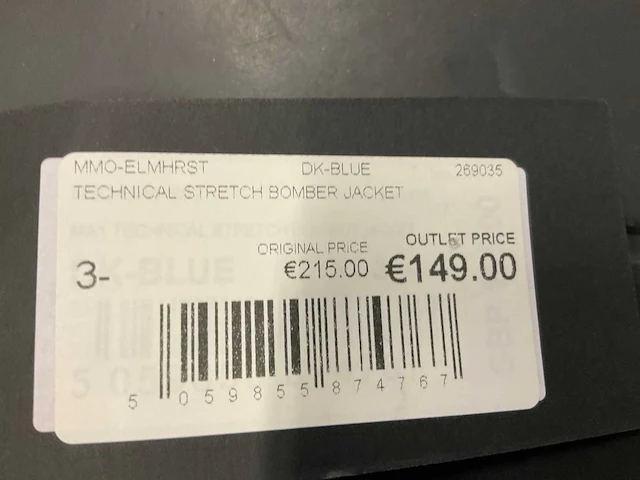 MMO-ELMHRST DK-BLUE 269035
TECHNICAL STRETCH BOMBER JACKET
ORIGINAL PRICE OUTLET PRICE
3- €215.00 €149.00
5 059855 874767